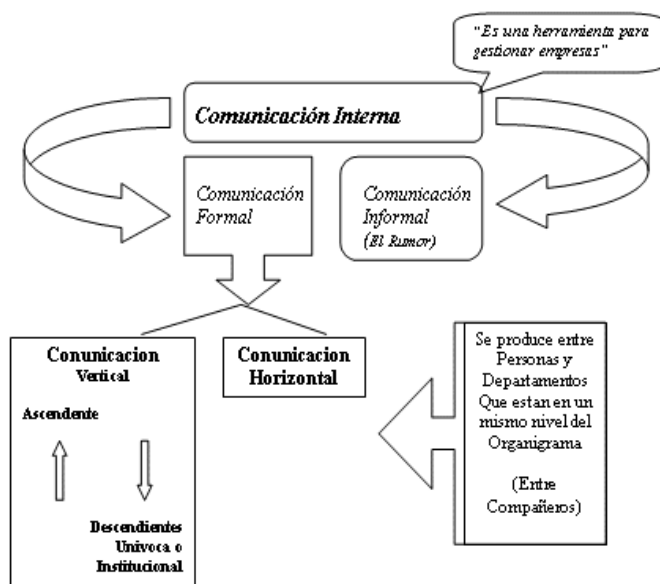 “Es una herramienta para
gestionar empresas”
Comunicación Interna
Comunicación
Formal
Comunicación
Informal
(El Rumor)
Conunicacion
Vertical
Ascendente
Descendientes
Univoca o
Institucional
Conunicacion
Horizontal
Se produce entre
Personas y
Departamentos
Que estan en un
mismo nivel del
Organigrama
(Entre
Compañeros)